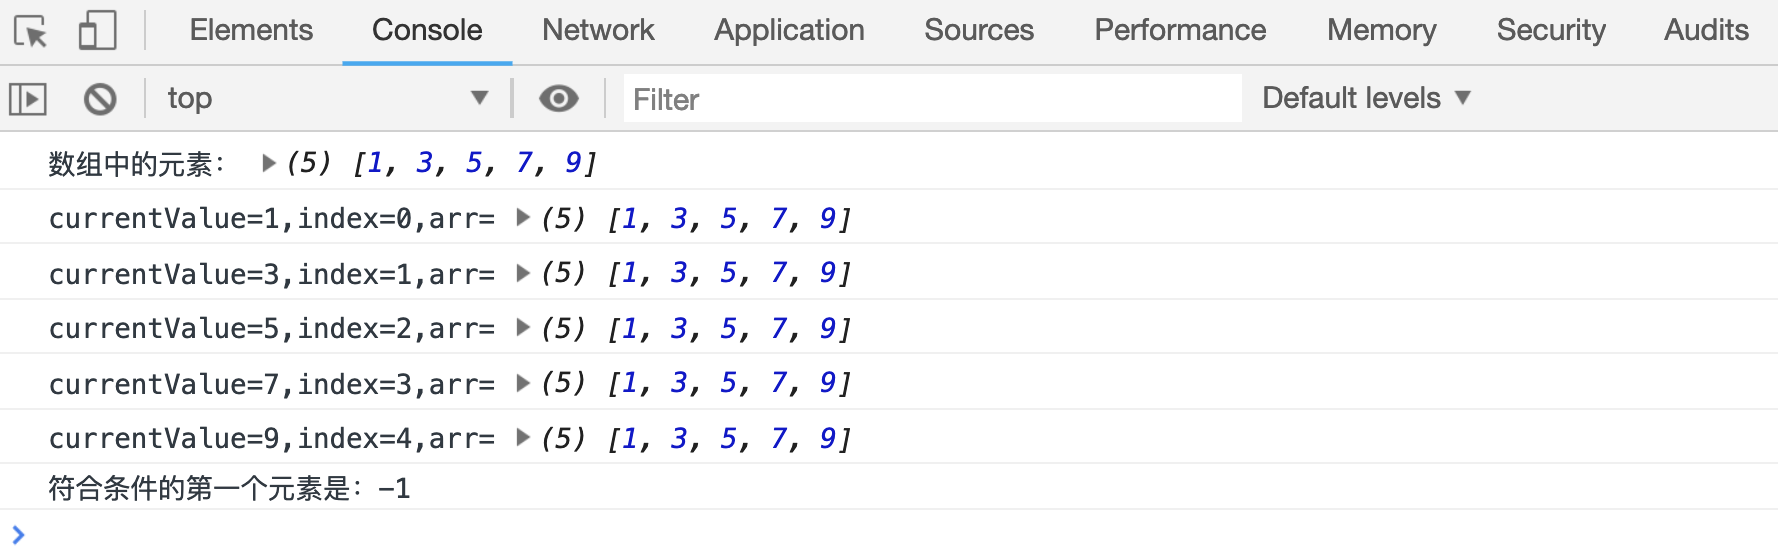 Elements Console Network Application Sources Performance Memory Security Audits
top Filter Default levels
数组中的元素： (5) [1, 3, 5, 7, 9]
currentValue=1,index=0,arr= (5) [1, 3, 5, 7, 9]
currentValue=3,index=1,arr= (5) [1, 3, 5, 7, 9]
currentValue=5,index=2,arr= (5) [1, 3, 5, 7, 9]
currentValue=7,index=3,arr= (5) [1, 3, 5, 7, 9]
currentValue=9,index=4,arr= (5) [1, 3, 5, 7, 9]
符合条件的第一个元素是：-1